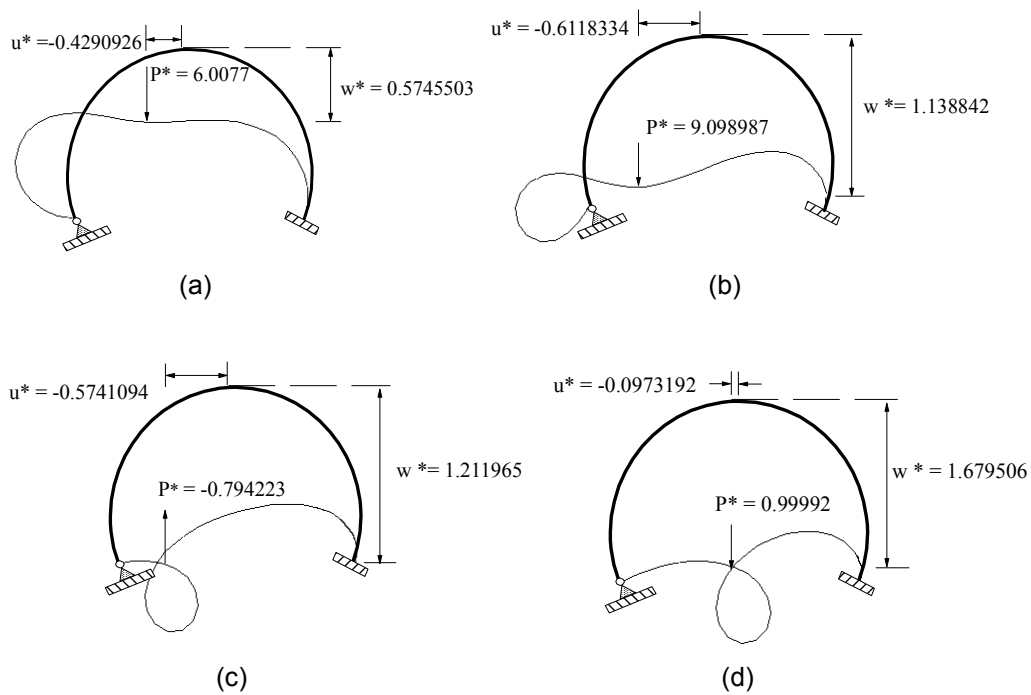 u* =-0.4290926
P* = 6.0077
w* = 0.5745503
(a)
u* = -0.6118334
P* = 9.098987
w *= 1.138842
(b)
u* = -0.5741094
P* = -0.794223
w *= 1.211965
(c)
u* = -0.0973192
P* = 0.99992
w * = 1.679506
(d)